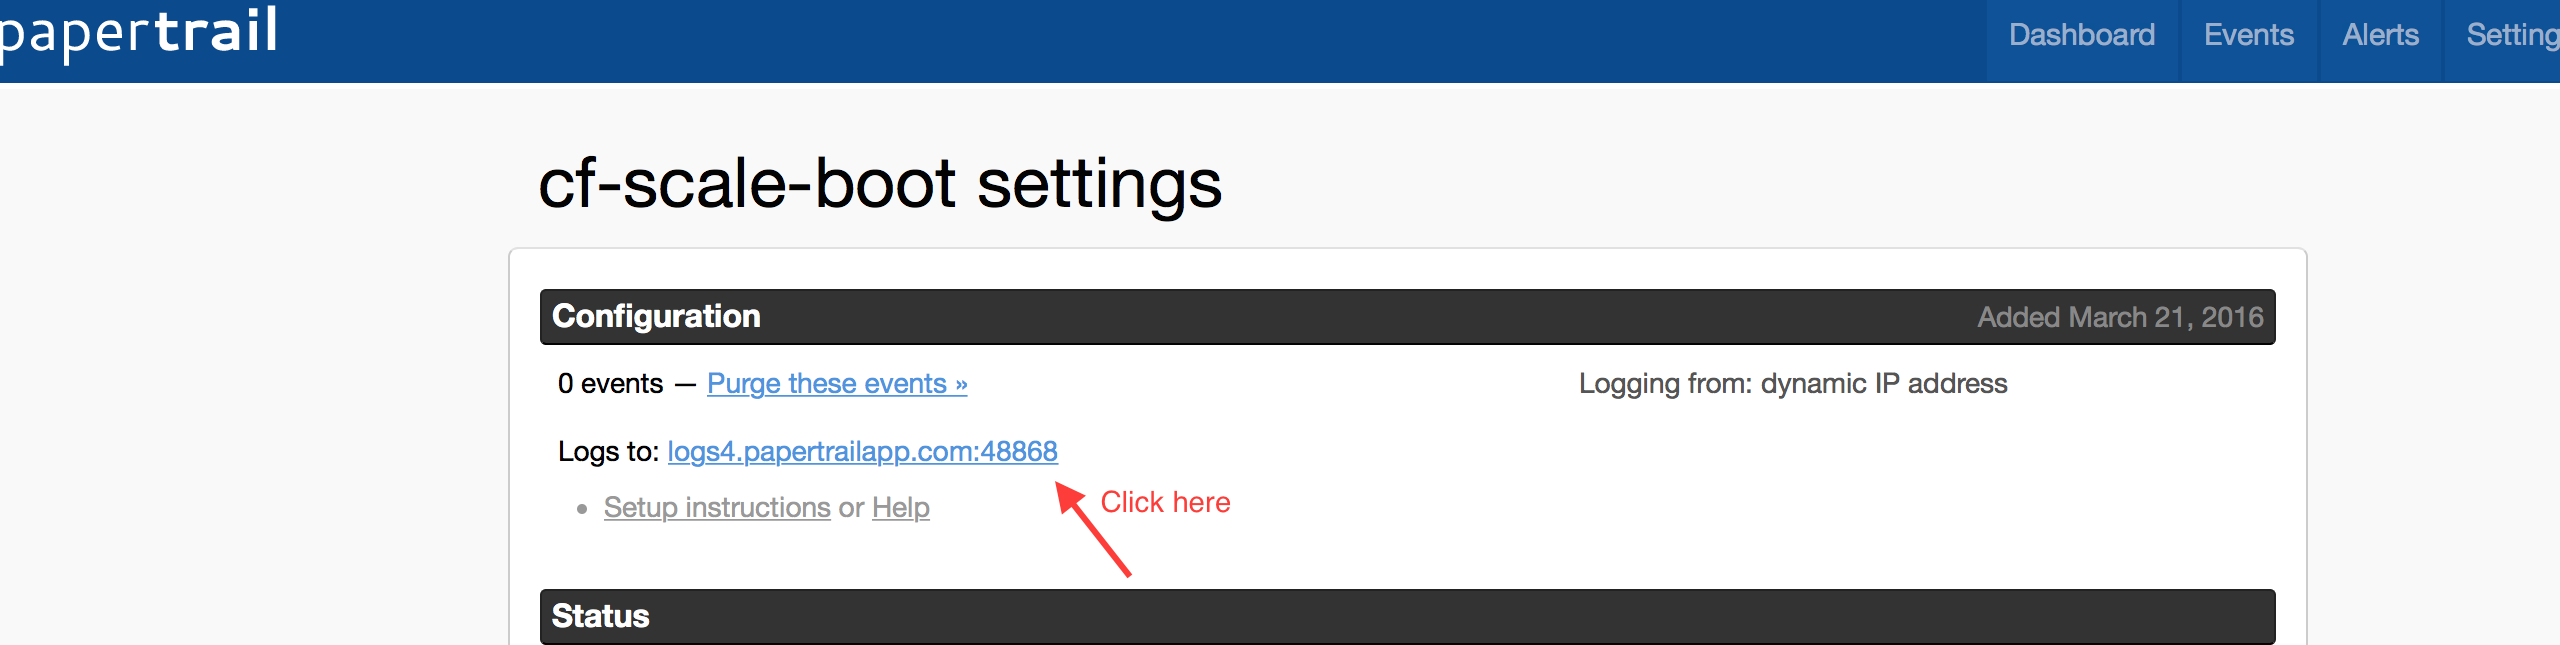 papertrail
Dashboard Events Alerts Setting
cf-scale-boot settings
Configuration Added March 21, 2016
0 events — Purge these events » Logging from: dynamic IP address
Logs to: logs4.papertrailapp.com:48868
Click here
• Setup instructions or Help
Status